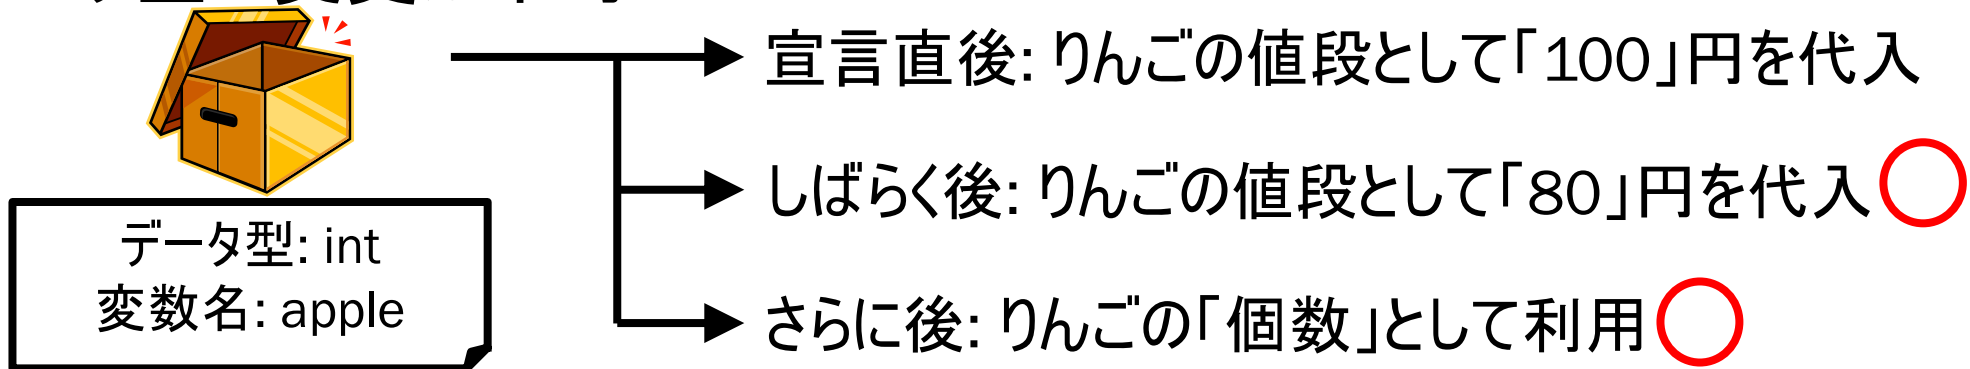 宣言直後: りんごの値段として「100」円を代入
しばらく後: りんごの値段として「80」円を代入
さらに後: りんごの「個数」として利用
データ型: int
変数名: apple